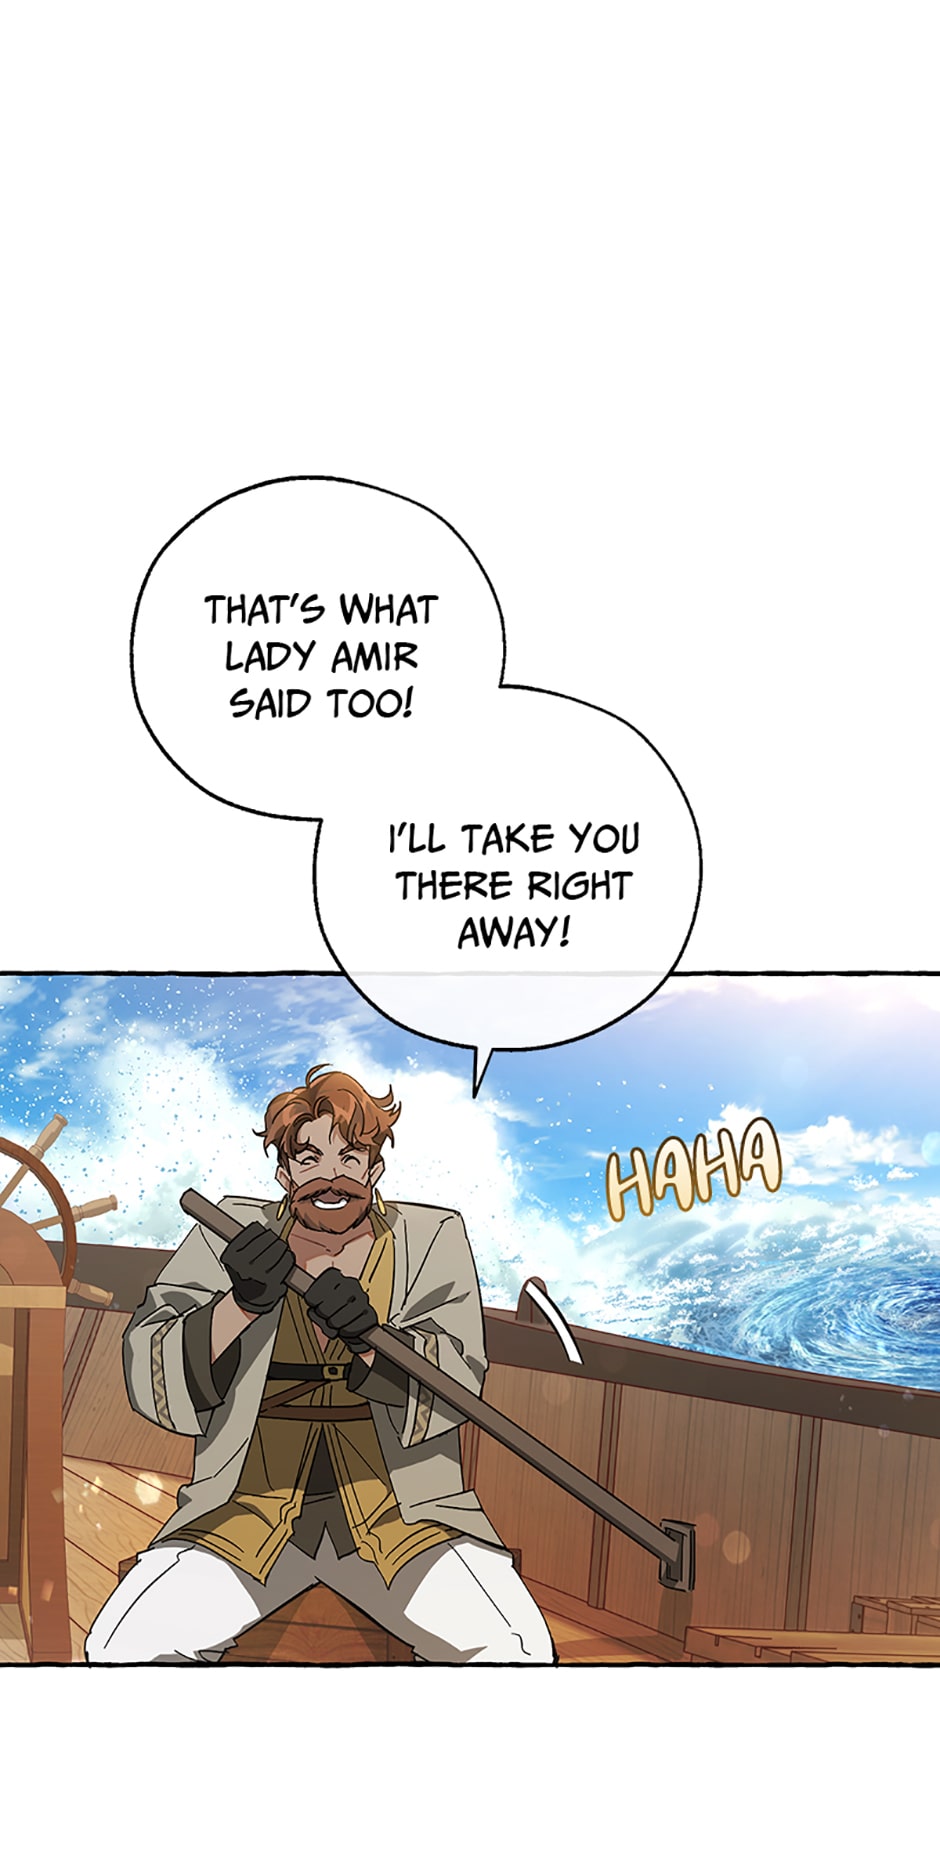 THAT'S WHAT
LADY AMIR
SAID TOO!
I'LL TAKE YOU
THERE RIGHT
AWAY!
HAHA